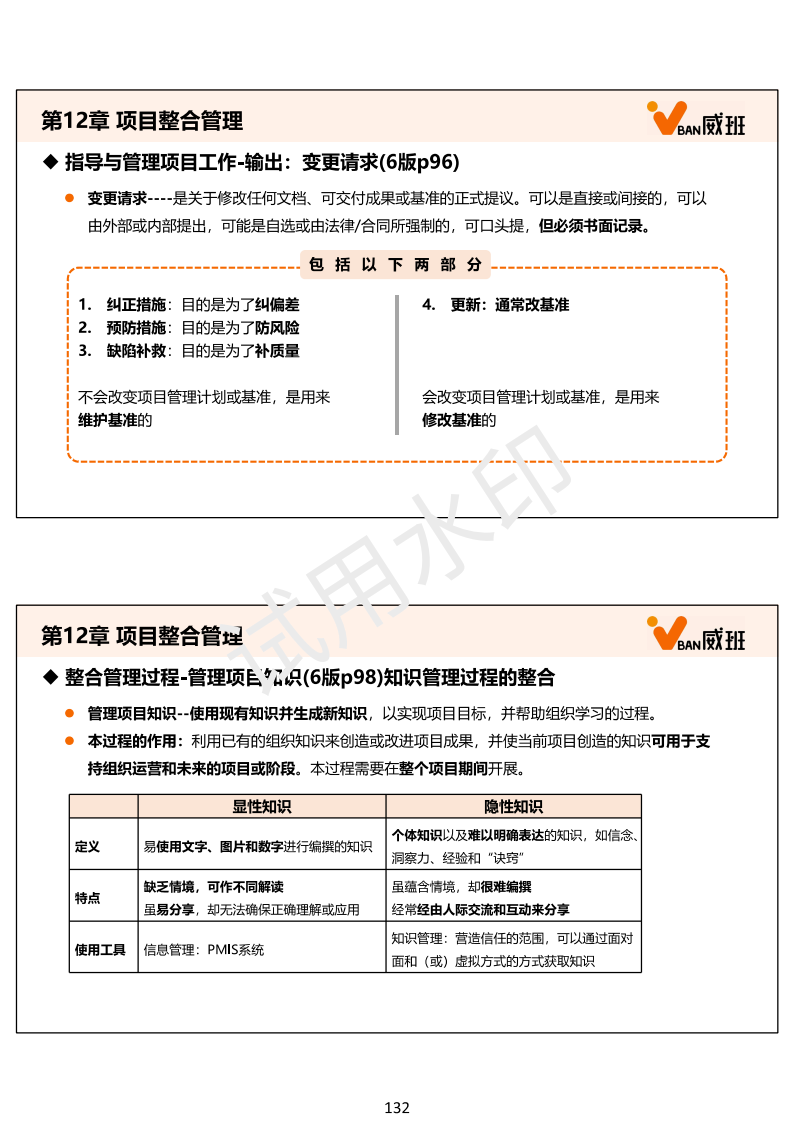 第12章 项目整合管理
BAN威班
◆ 指导与管理项目工作-输出：变更请求(6版p96)
● 变更请求----是关于修改任何文档、可交付成果或基准的正式提议。可以是直接或间接的，可以
由外部或内部提出，可能是自选或由法律/合同所强制的，可口头提，但必须书面记录。
包 括 以 下 两 部 分
1. 纠正措施：目的是为了纠偏差
2. 预防措施：目的是为了防风险
3. 缺陷补救：目的是为了补质量
不会改变项目管理计划或基准，是用来
维护基准的
4. 更新：通常改基准
会改变项目管理计划或基准，是用来
修改基准的
试用水印
第12章 项目整合管理
BAN威班
◆ 整合管理过程-管理项目知识(6版p98)知识管理过程的整合
● 管理项目知识--使用现有知识并生成新知识，以实现项目目标，并帮助组织学习的过程。
● 本过程的作用：利用已有的组织知识来创造或改进项目成果，并使当前项目创造的知识可用于支
持组织运营和未来的项目或阶段。本过程需要在整个项目期间开展。
显性知识 隐性知识
定义 易使用文字、图片和数字进行编撰的知识
个体知识以及难以明确表达的知识，如信念、
洞察力、经验和“诀窍”
特点
缺乏情境，可作不同解读
虽易分享，却无法确保正确理解或应用
虽蕴含情境，却很难编撰
经常经由人际交流和互动来分享
使用工具 信息管理：PMIS系统
知识管理：营造信任的范围，可以通过面对
面和（或）虚拟方式的方式获取知识
132